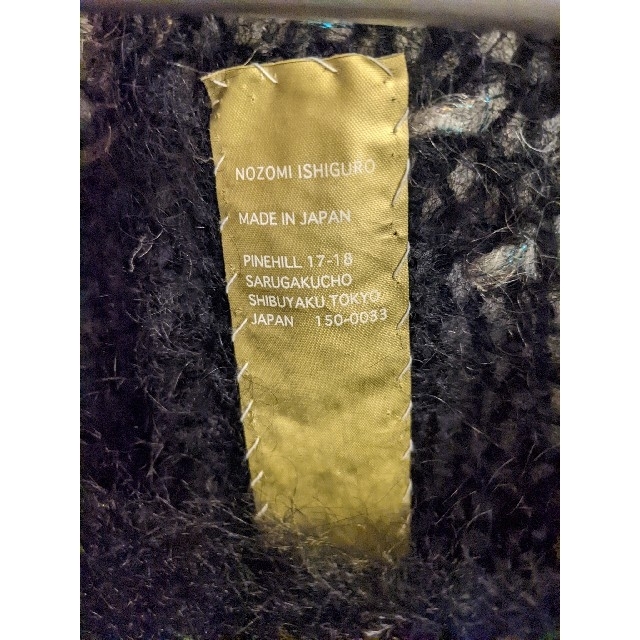 NOZOMI ISHIGURO
MADE IN JAPAN
PINEHILL 17-18
SARUGAKUCHO
SHIBUYAKU.TOKYO.
JAPAN 150-0033